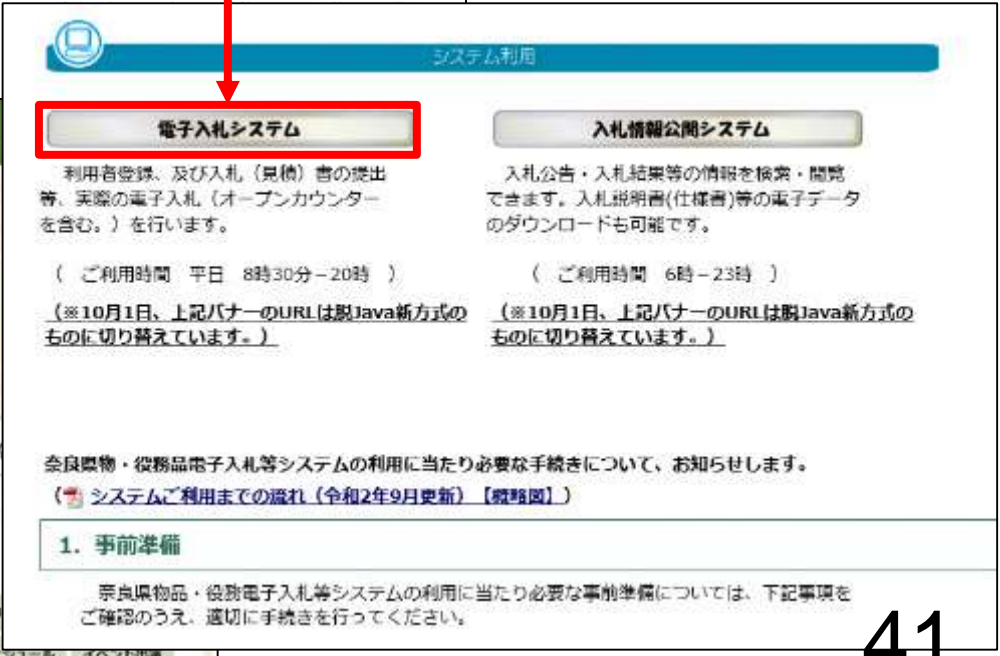 システム利用
電子入札システム
利用者登録、及び入札（見積）書の提出
等、実際の電子入札（オープンカウンター
を含む。）を行います。
（　ご利用時間　平日　8時30分－20時　）
（※10月1日、上記バナーのURLは脱Java新方式の
ものに切り替えています。）
入札情報公開システム
入札公告・入札結果等の情報を検索・閲覧
できます。入札説明書(仕様書)等の電子データ
のダウンロードも可能です。
（　ご利用時間　6時－23時　）
（※10月1日、上記バナーのURLは脱Java新方式の
ものに切り替えています。）
奈良県物・役務品電子入札等システムの利用に当たり必要な手続きについて、お知らせします。
（システムご利用までの流れ（令和2年9月更新）【概略図】）
1．事前準備
奈良県物品・役務電子入札等システムの利用に当たり必要な事前準備については、下記事項を
ご確認のうえ、適切に手続きを行ってください。
41